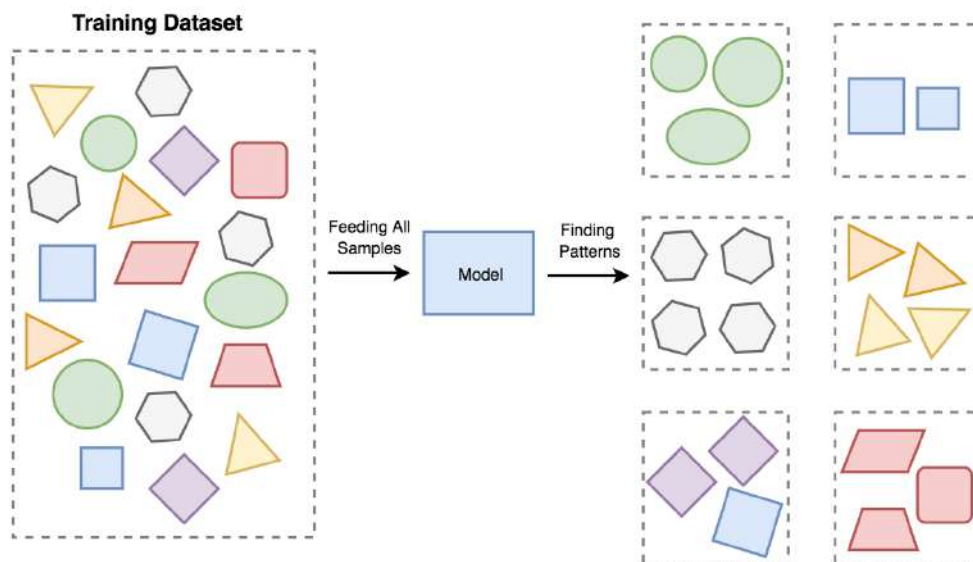 Training Dataset
Feeding All
Samples
Model
Finding
Patterns